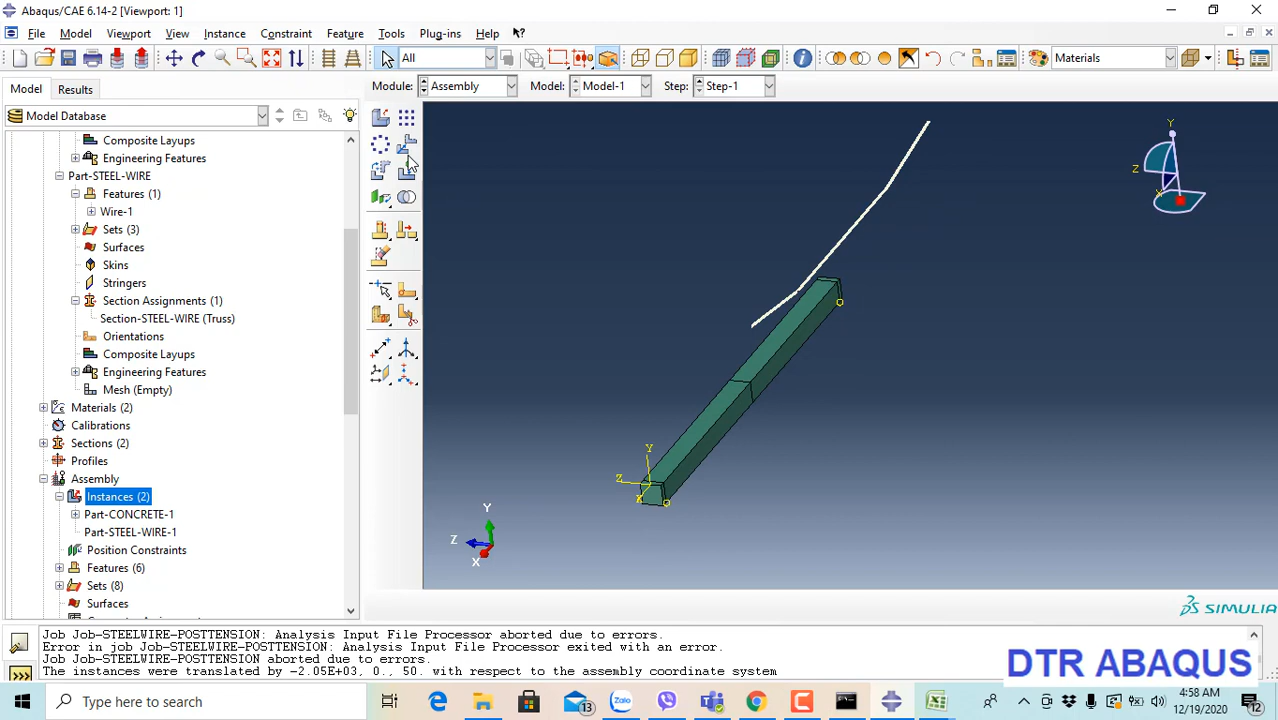 Abaqus/CAE 6.14-2 [Viewport: 1]
File Model Viewport View Instance Constraint Feature Tools Plug-ins Help
All
Materials
Model Results
Module: Assembly Model: Model-1 Step: Step-1
Model Database
Composite Layups
Engineering Features
Part-STEEL-WIRE
Features (1)
Wire-1
Sets (3)
Surfaces
Skins
Stringers
Section Assignments (1)
Section-STEEL-WIRE (Truss)
Orientations
Composite Layups
Engineering Features
Mesh (Empty)
Materials (2)
Calibrations
Sections (2)
Profiles
Assembly
Instances (2)
Part-CONCRETE-1
Part-STEEL-WIRE-1
Position Constraints
Features (6)
Sets (8)
Surfaces
Y
Z
X
Y
Z
X
Y
Z
X
SIMULIA
Job Job-STEELWIRE-POSTTENSION: Analysis Input File Processor aborted due to errors.
Error in job Job-STEELWIRE-POSTTENSION: Analysis Input File Processor exited with an error.
Job Job-STEELWIRE-POSTTENSION aborted due to errors.
The instances were translated by -2.05E+03, 0., 50. with respect to the assembly coordinate system
DTR ABAQUS
Type here to search
13
Zalo
4:58 AM
12/19/2020
12